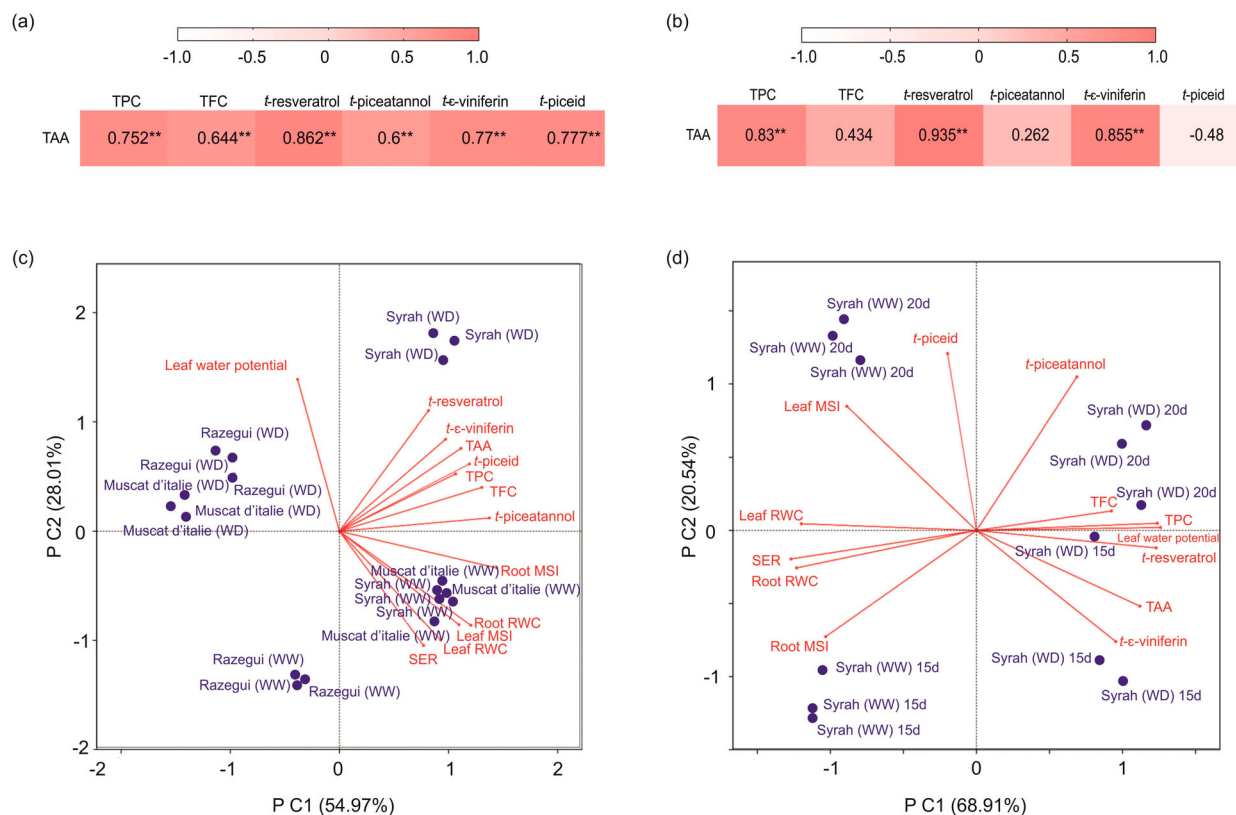 (a)
-1.0 -0.5 0 0.5 1.0
TPC TFC t-resveratrol t-piceatannol t-ε-viniferin t-piceid
TAA 0.752** 0.644** 0.862** 0.6** 0.77** 0.777**
(b)
-1.0 -0.5 0 0.5 1.0
TPC TFC t-resveratrol t-piceatannol t-ε-viniferin t-piceid
TAA 0.83** 0.434 0.935** 0.262 0.855** -0.48
(c)
P C2 (28.01%)
2
1
0
-1
-2
Syrah (WD)
Syrah (WD)
Syrah (WD)
Leaf water potential
t-resveratrol
t-ε-viniferin
TAA
t-piceid
TPC
TFC
t-piceatannol
Razegui (WD)
Razegui (WD)
Razegui (WD)
Muscat d'italie (WD)
Muscat d'italie (WD)
Muscat d'italie (WD)
Root MSI
Muscat d'italie (WW)
Syrah (WW)
Muscat d'italie (WW)
Syrah (WW)
Syrah (WW)
Root RWC
Muscat d'italie (WW)
Leaf MSI
Leaf RWC
SER
Razegui (WW)
Razegui (WW)
Razegui (WW)
-2 -1 0 1 2
P C1 (54.97%)
(d)
P C2 (20.54%)
1
0
-1
Syrah (WW) 20d
Syrah (WW) 20d
Syrah (WW) 20d
t-piceid
t-piceatannol
Leaf MSI
Syrah (WD) 20d
Syrah (WD) 20d
Syrah (WD) 20d
TFC
TPC
Leaf RWC
Leaf water potential
Syrah (WD) 15d
t-resveratrol
SER
Root RWC
TAA
t-ε-viniferin
Root MSI
Syrah (WW) 15d
Syrah (WD) 15d
Syrah (WD) 15d
Syrah (WW) 15d
Syrah (WW) 15d
-1 0 1
P C1 (68.91%)